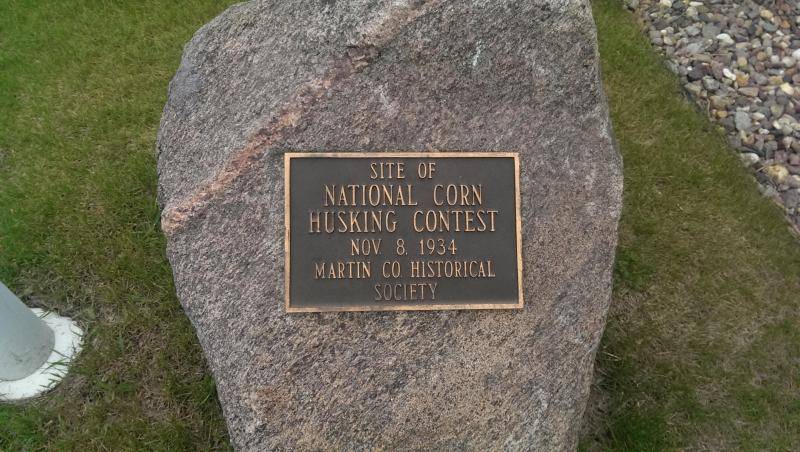 SITE OF
NATIONAL CORN
HUSKING CONTEST
NOV. 8, 1934
MARTIN CO. HISTORICAL
SOCIETY